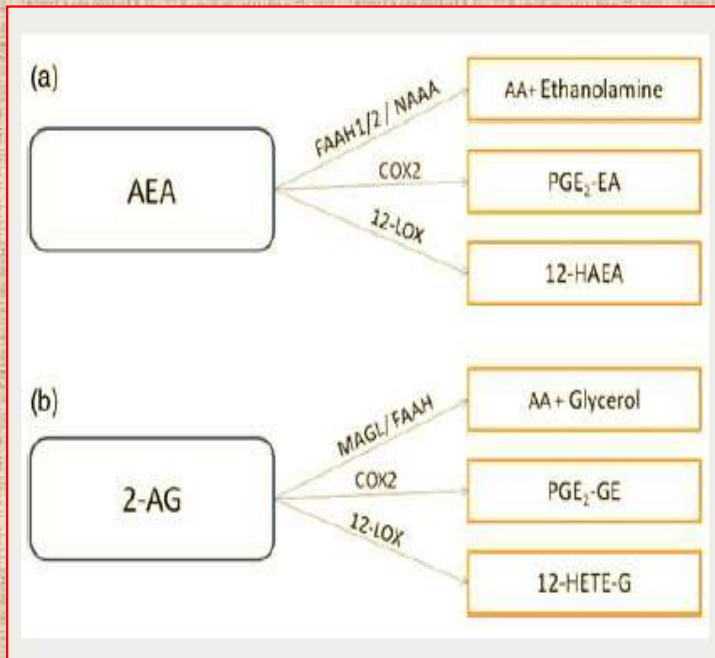 (a)
AEA
FAAH1/2 / NAAA
COX2
12-LOX
AA+ Ethanolamine
PGE₂-EA
12-HAEA
(b)
2-AG
MAGL/ FAAH
COX2
12-LOX
AA + Glycerol
PGE₂-GE
12-HETE-G